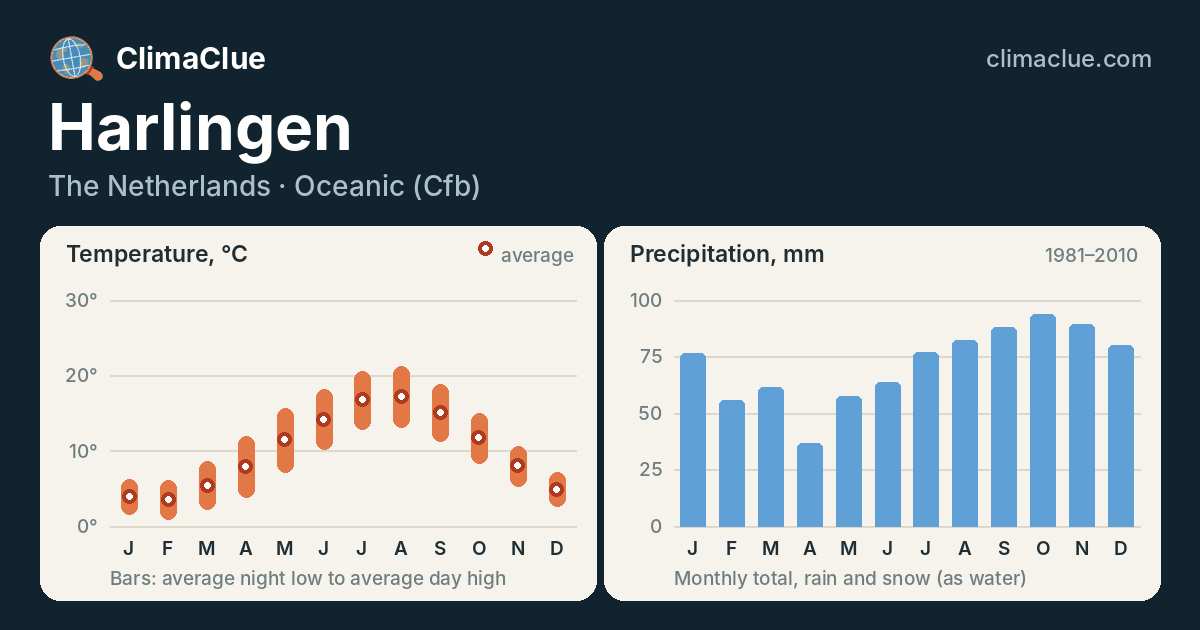 ClimaClue
climaclue.com
Harlingen
The Netherlands · Oceanic (Cfb)
Temperature, °C
average
30°
20°
10°
0°
J F M A M J J A S O N D
Bars: average night low to average day high
Precipitation, mm
1981–2010
100
75
50
25
0
J F M A M J J A S O N D
Monthly total, rain and snow (as water)